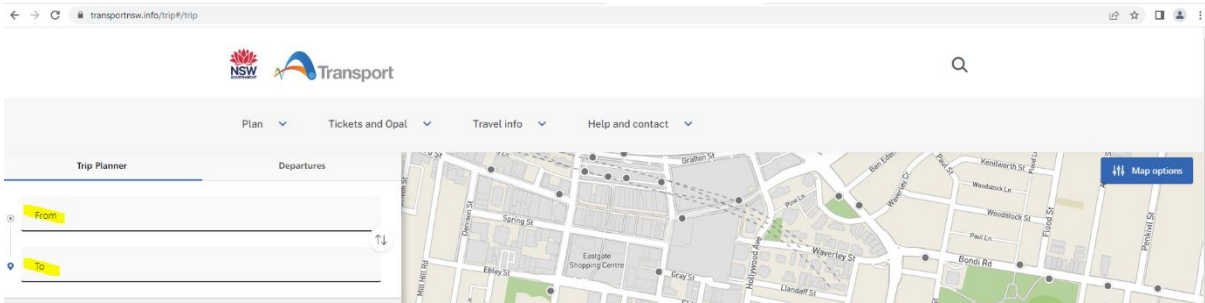 transportnsw.info/trip#/trip
NSW
GOVERNMENT
Transport
Plan
Tickets and Opal
Travel info
Help and contact
Trip Planner
Departures
From
To
Map options
Grafton St
Spring St
Denison St
Eastgate
Shopping Centre
Ebley St
Mill Hill Rd
Gray St
Hollywood Ave
Pine Ln
Waverley St
Llandaff St
Waverley Cr
Paul St
Kenilworth St
Woodstock Ln
Woodstock St
Paul Ln
Flood St
Penkivil St
Bondi Rd